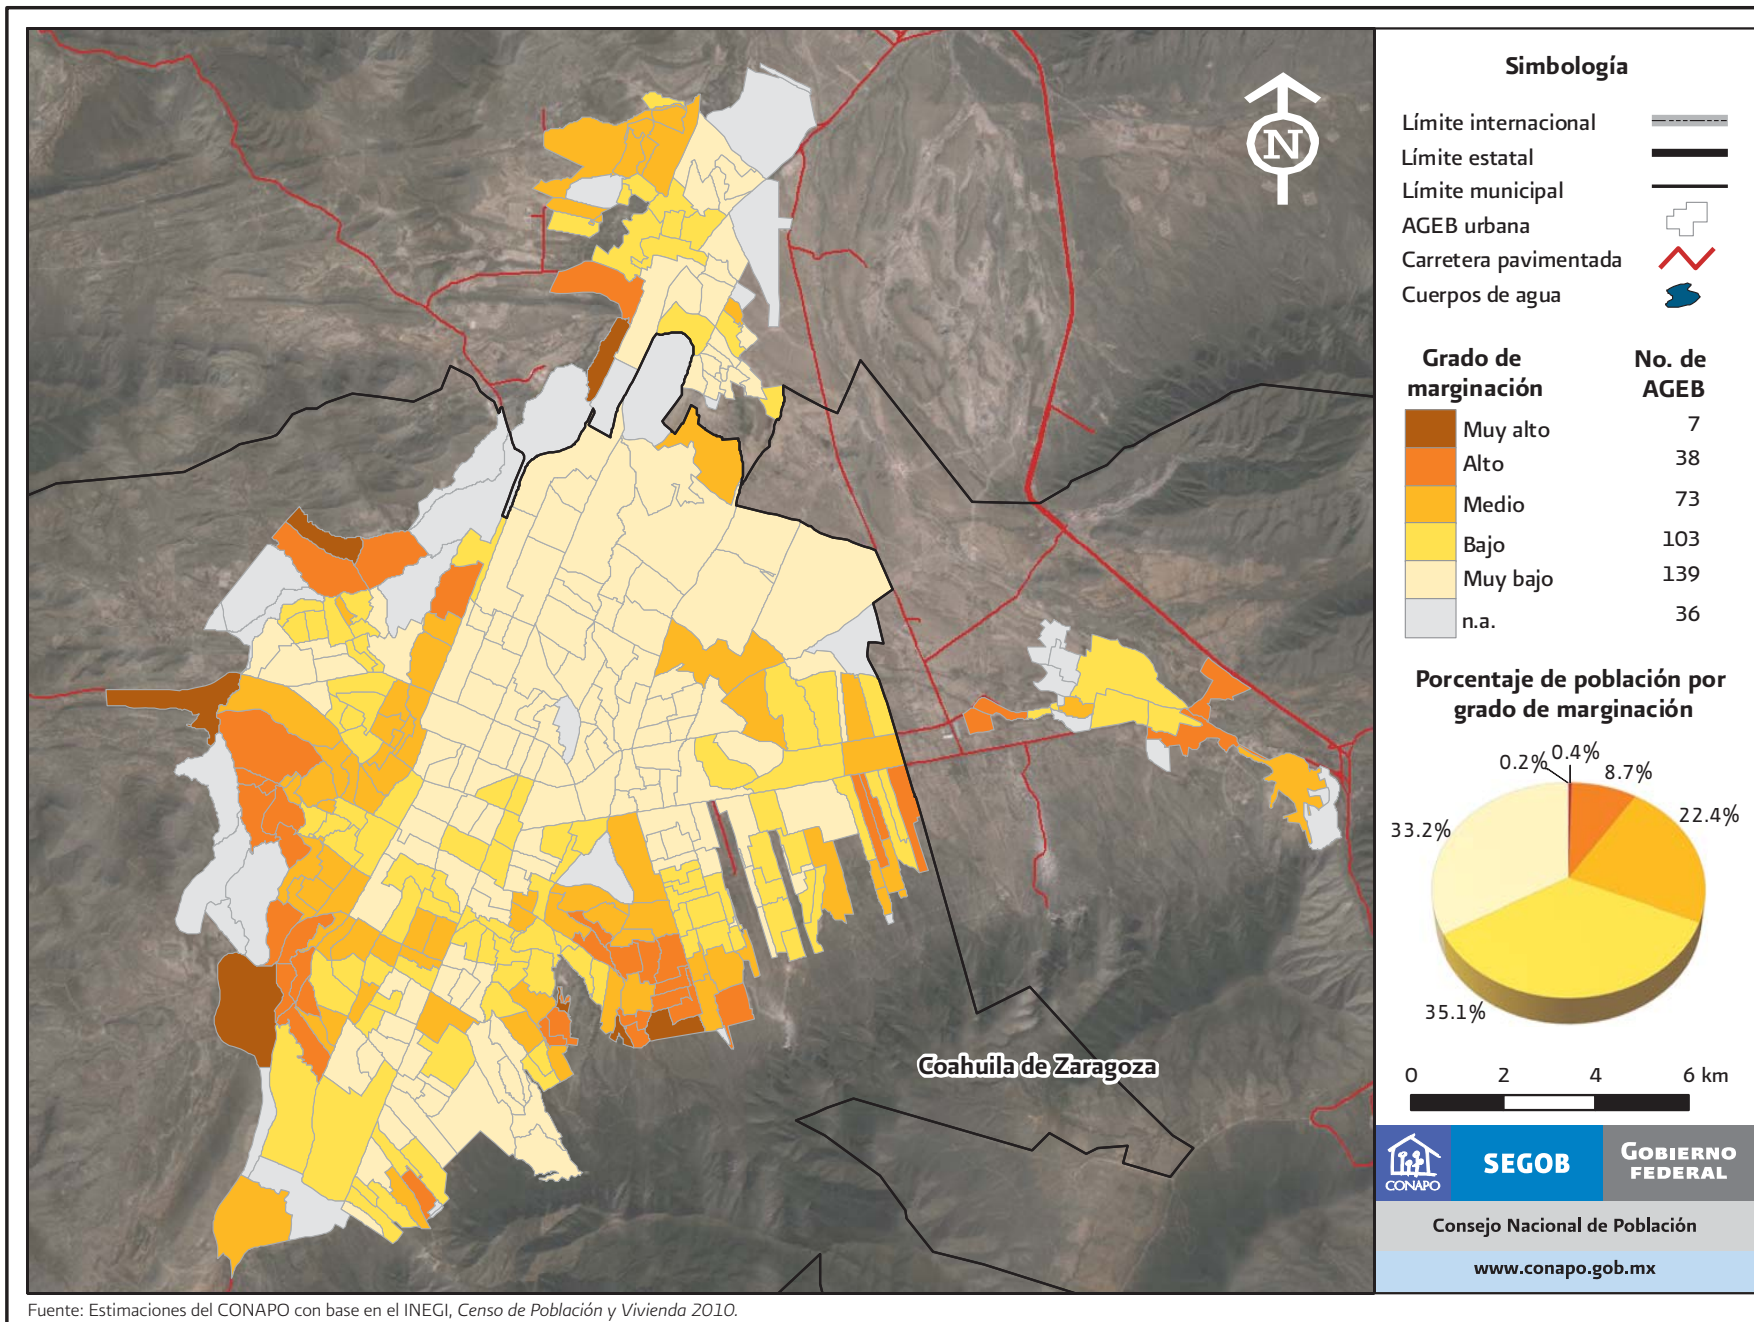 N
Coahuila de Zaragoza
Simbología
Límite internacional
Límite estatal
Límite municipal
AGEB urbana
Carretera pavimentada
Cuerpos de agua
Grado de marginación No. de AGEB
Muy alto 7
Alto 38
Medio 73
Bajo 103
Muy bajo 139
n.a. 36
Porcentaje de población por
grado de marginación
0.2% 0.4%
8.7%
22.4%
33.2%
35.1%
0 2 4 6 km
CONAPO
SEGOB
GOBIERNO
FEDERAL
Consejo Nacional de Población
www.conapo.gob.mx
Fuente: Estimaciones del CONAPO con base en el INEGI, Censo de Población y Vivienda 2010.